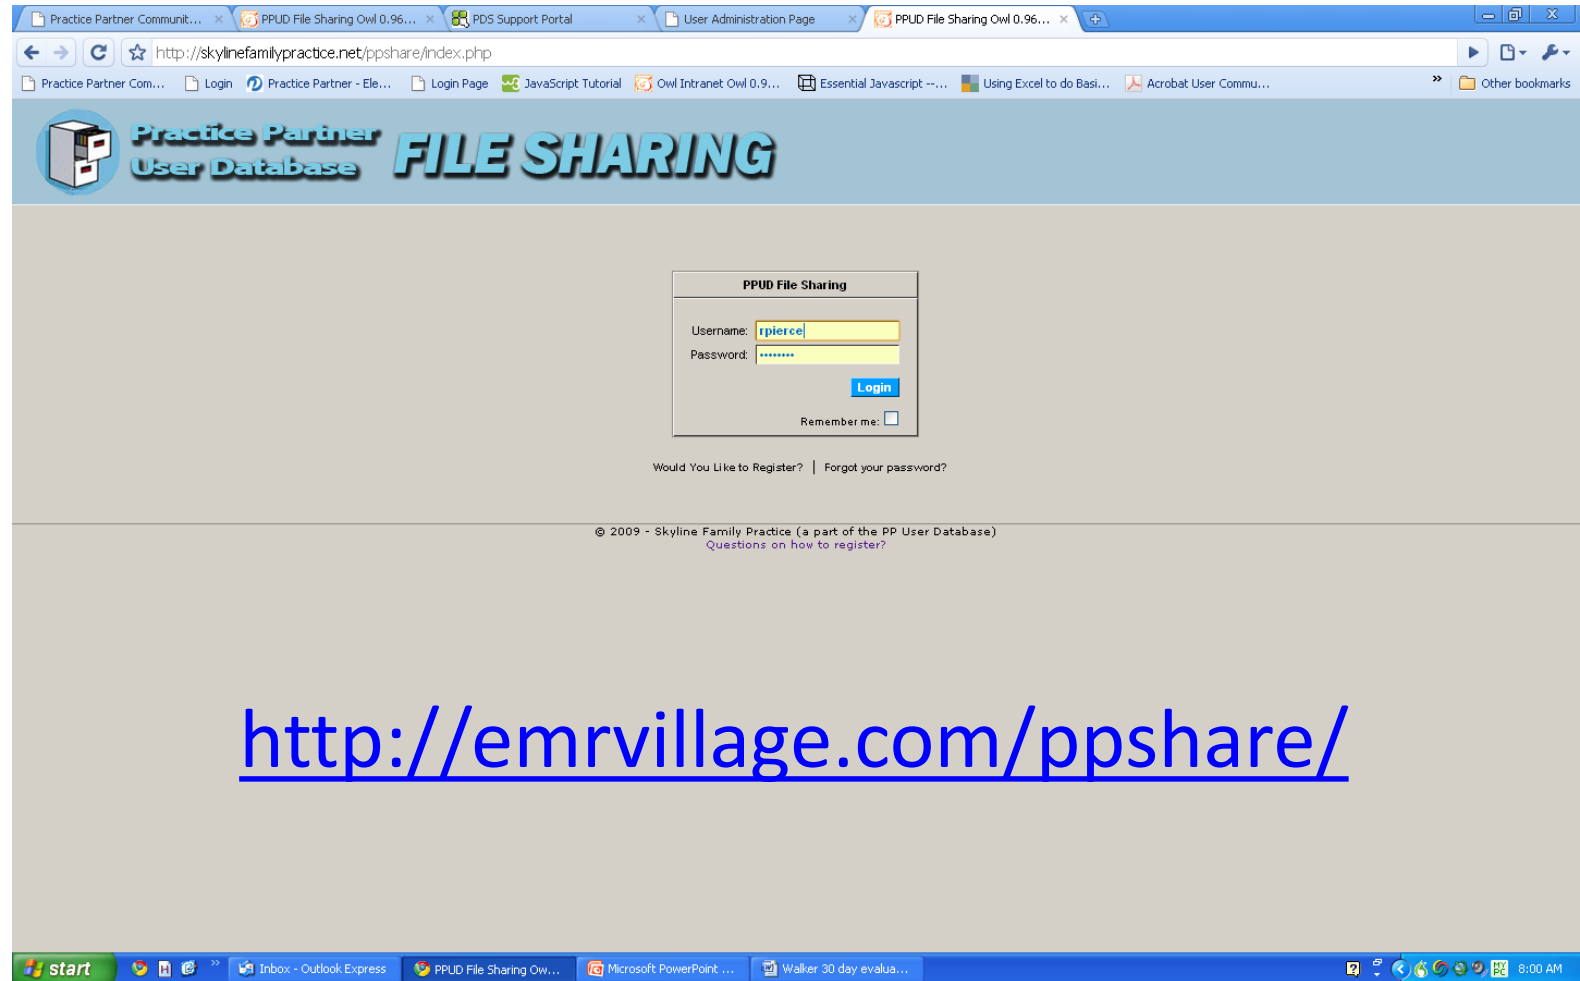 Practice Partner Communit... PPUD File Sharing Owl 0.96... PDS Support Portal User Administration Page PPUD File Sharing Owl 0.96...
http://skylinefamilypractice.net/ppshare/index.php
Practice Partner Com... Login Practice Partner - Ele... Login Page JavaScript Tutorial Owl Intranet Owl 0.9... Essential Javascript --... Using Excel to do Basi... Acrobat User Commu... » Other bookmarks
Practice Partner
User Database
FILE SHARING
PPUD File Sharing
Username: rpierce
Password: ••••••••
Login
Remember me:
Would You Like to Register? | Forgot your password?
© 2009 - Skyline Family Practice (a part of the PP User Database)
Questions on how to register?
http://emrvillage.com/ppshare/
start » Inbox - Outlook Express PPUD File Sharing Ow... Microsoft PowerPoint ... Walker 30 day evalua... 8:00 AM